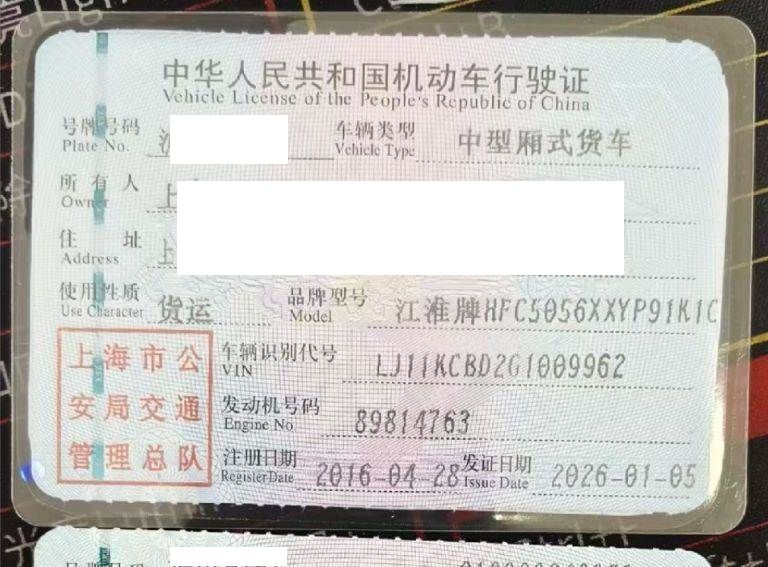 中华人民共和国机动车行驶证
Vehicle License of the People's Republic of China
号牌号码 Plate No. 车辆类型 Vehicle Type 中型厢式货车
所有人 Owner 上
住址 Address 上
使用性质 Use Character 货运 品牌型号 Model 江淮牌HFC5056XXYP91K1C
上海市公安局交通管理总队
车辆识别代号 VIN LJ11KCBD2G1009962
发动机号码 Engine No. 89814763
注册日期 Register Date 2016-04-28 发证日期 Issue Date 2026-01-05
号牌号码